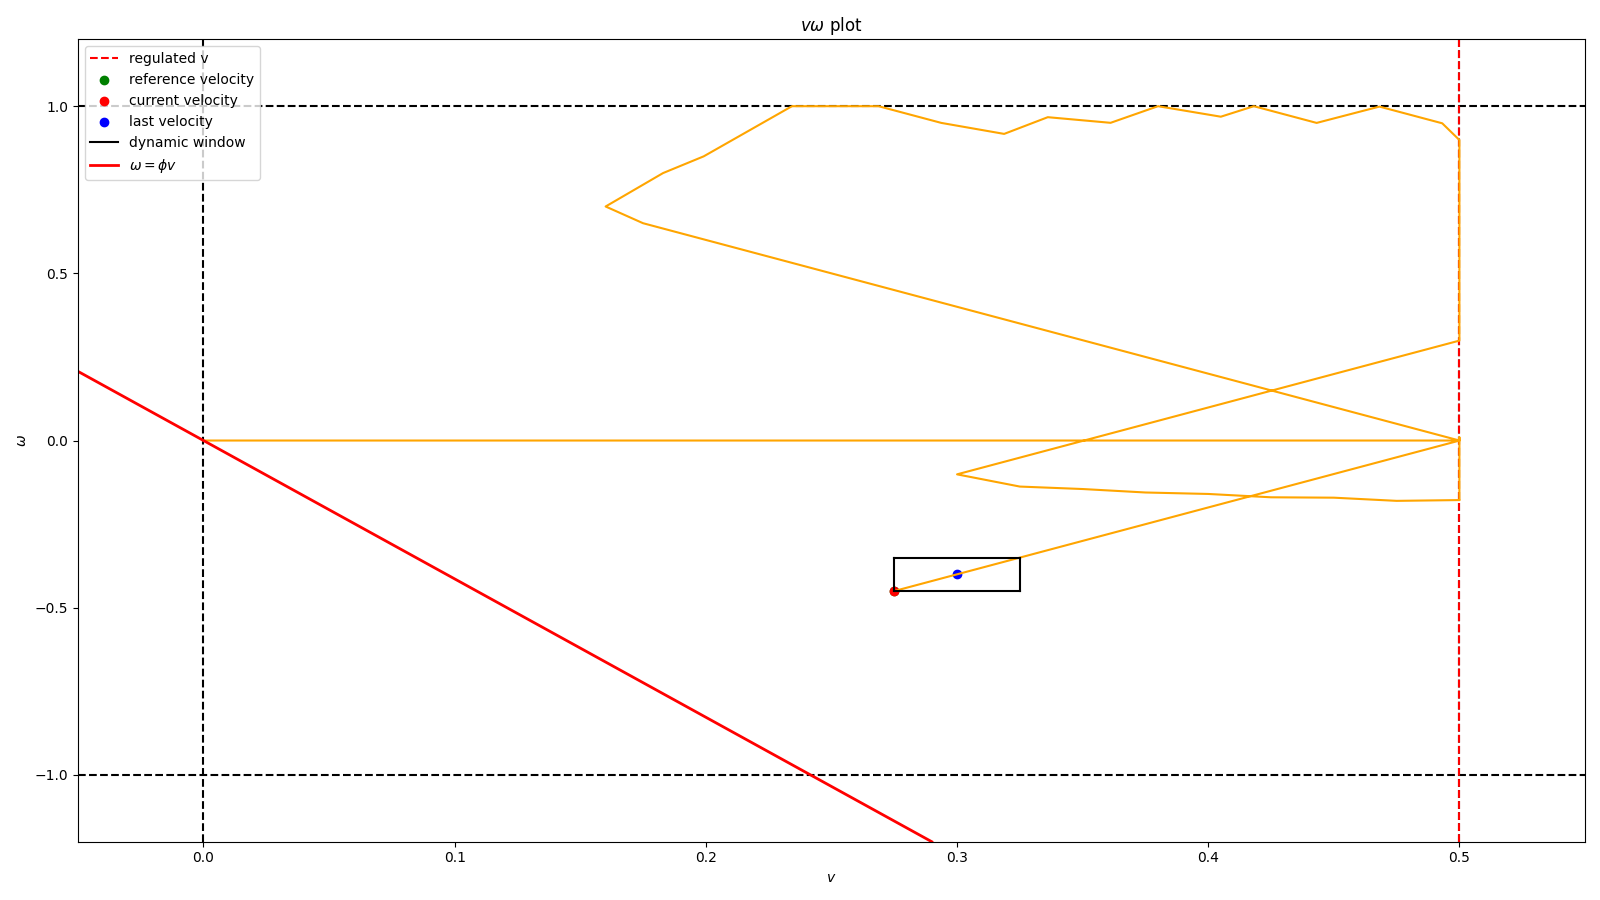 vω plot
regulated v
reference velocity
current velocity
last velocity
dynamic window
ω = ϕv
1.0
0.5
0.0
−0.5
−1.0
ω
0.0 0.1 0.2 0.3 0.4 0.5
v